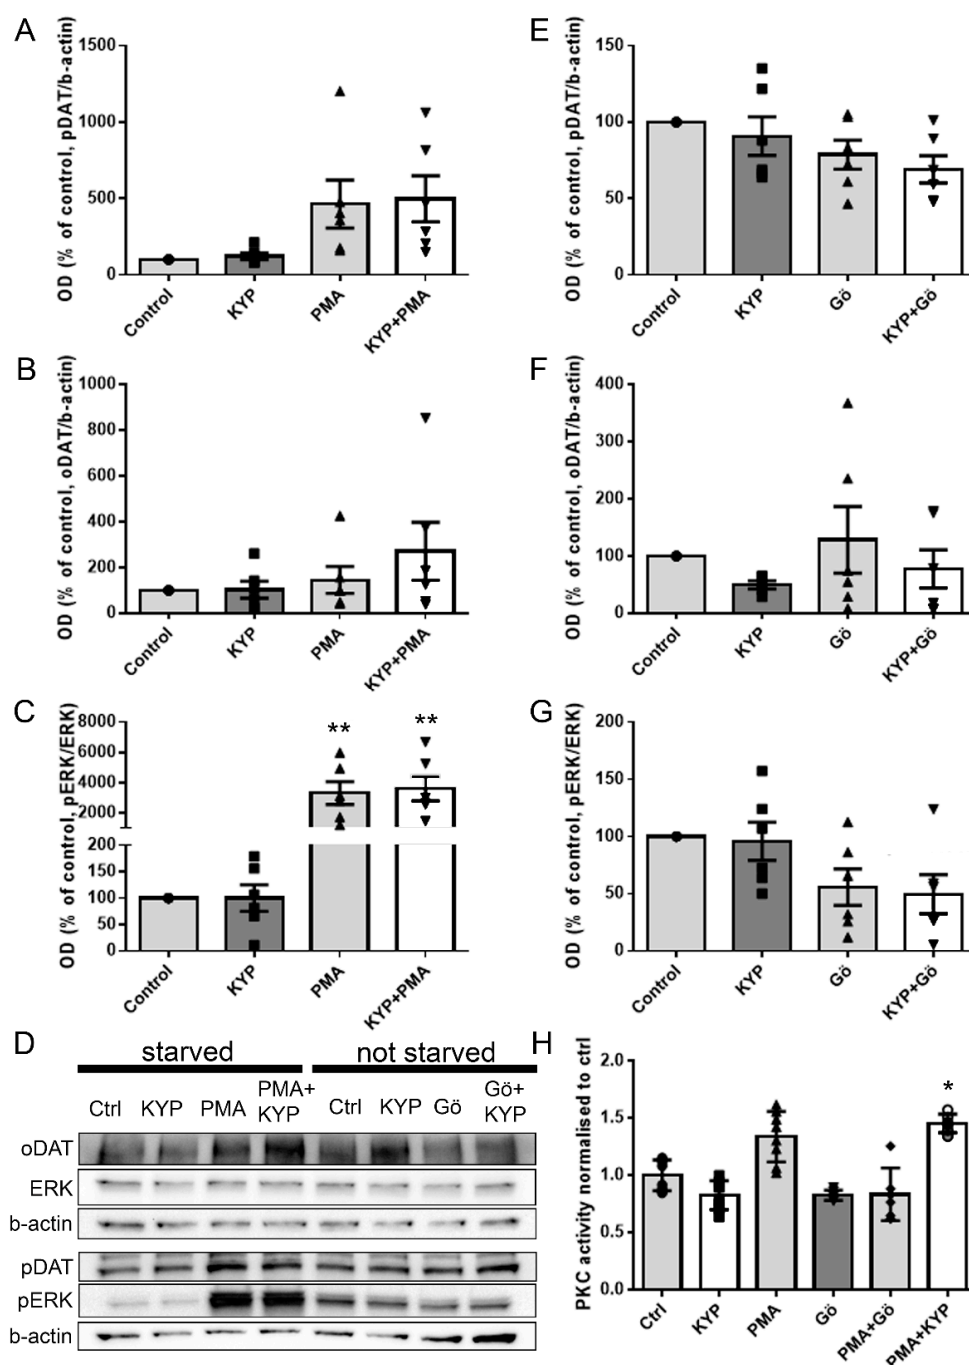 A
OD (% of control, pDAT/b-actin)
1500
1000
500
0
Control
KYP
PMA
KYP+PMA
E
OD (% of control, pDAT/b-actin)
150
100
50
0
Control
KYP
Gö
KYP+Gö
B
OD (% of control, oDAT/b-actin)
1000
800
600
400
200
0
Control
KYP
PMA
KYP+PMA
F
OD (% of control, oDAT/b-actin)
400
300
200
100
0
Control
KYP
Gö
KYP+Gö
C
OD (% of control, pERK/ERK)
8000
6000
4000
2000
200
150
100
50
0
**
**
Control
KYP
PMA
KYP+PMA
G
OD (% of control, pERK/ERK)
200
150
100
50
0
Control
KYP
Gö
KYP+Gö
D
starved
not starved
Ctrl
KYP
PMA
PMA+
KYP
Ctrl
KYP
Gö
Gö+
KYP
oDAT
ERK
b-actin
pDAT
pERK
b-actin
H
PKC activity normalised to ctrl
2.0
1.5
1.0
0.5
0.0
*
Ctrl
KYP
PMA
Gö
PMA+Gö
PMA+KYP